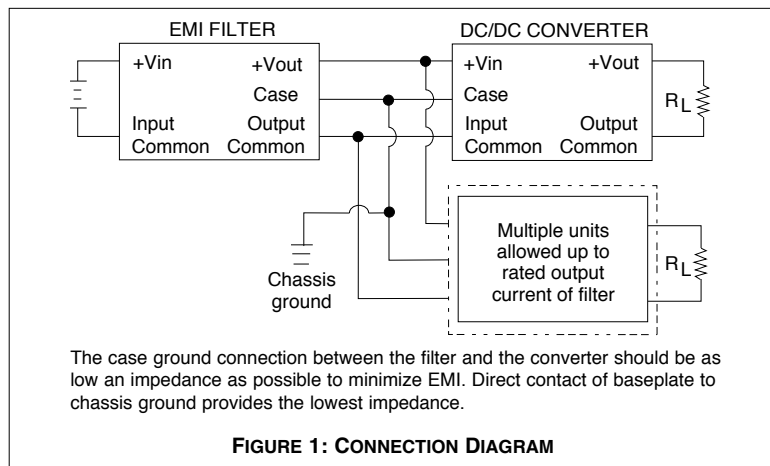 EMI FILTER
DC/DC CONVERTER
+Vin
+Vout
Case
Input
Common
Output
Common
+Vin
+Vout
Case
Input
Common
Output
Common
RL
Chassis
ground
Multiple units
allowed up to
rated output
current of filter
RL
The case ground connection between the filter and the converter should be as
low an impedance as possible to minimize EMI. Direct contact of baseplate to
chassis ground provides the lowest impedance.
FIGURE 1: CONNECTION DIAGRAM